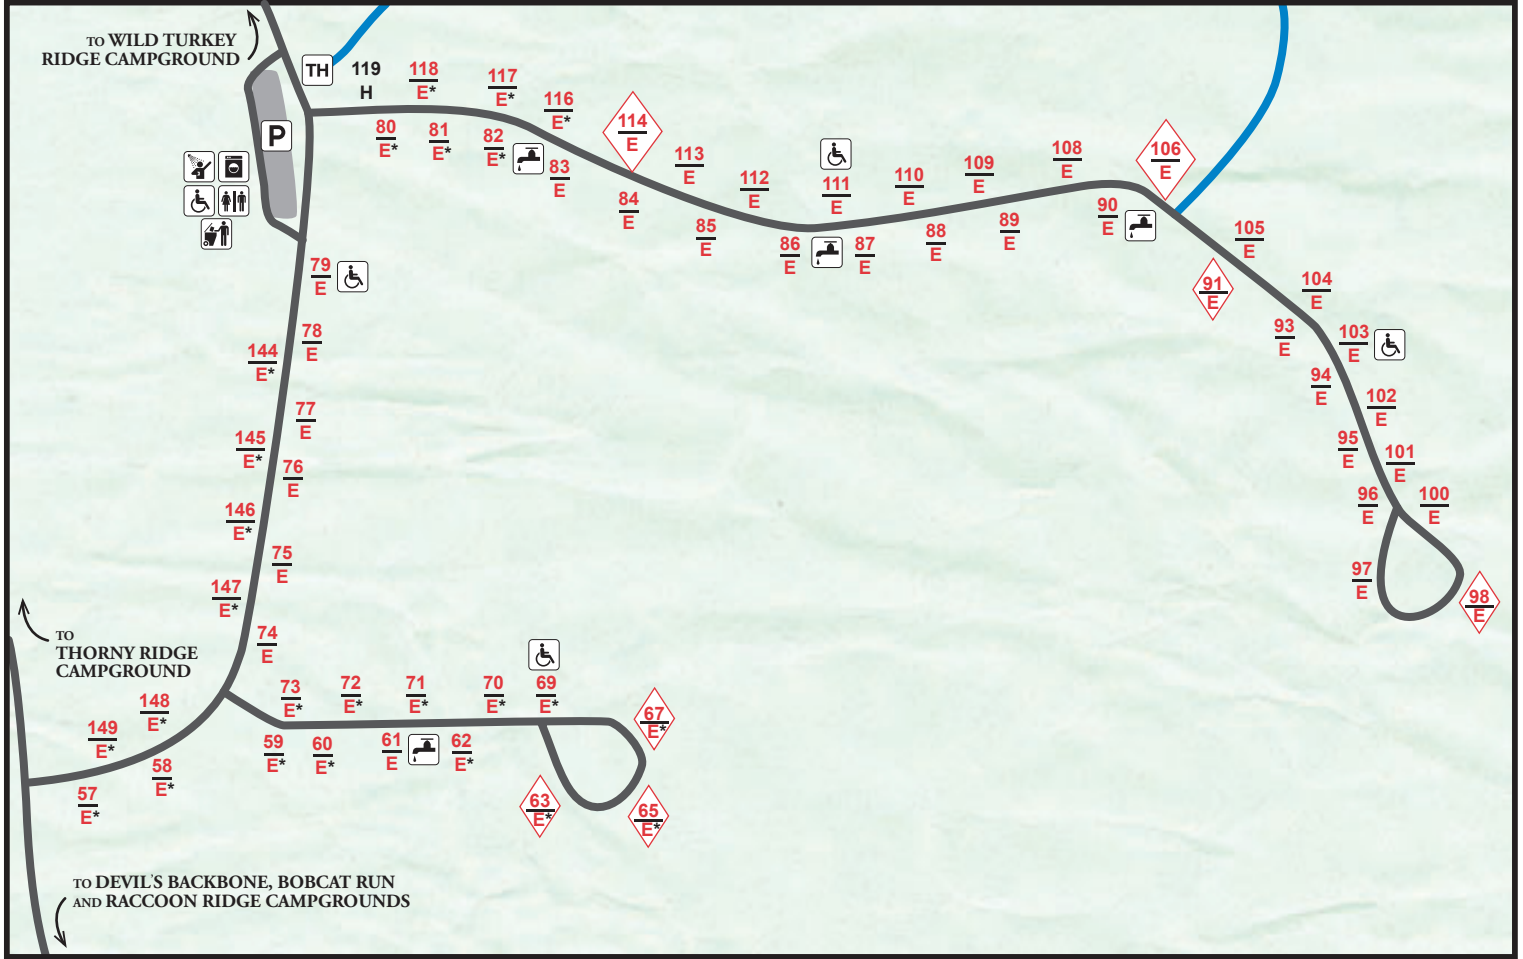 TO WILD TURKEY
RIDGE CAMPGROUND
TH
119
H
118
E*
117
E*
116
E*
114
E
113
E
112
E
111
E
110
E
109
E
108
E
106
E
P
80
E*
81
E*
82
E*
83
E
84
E
85
E
86
E
87
E
88
E
89
E
90
E
105
E
91
E
104
E
93
E
103
E
94
E
102
E
95
E
101
E
96
E
100
E
97
E
98
E
79
E
78
E
144
E*
77
E
145
E*
76
E
146
E*
75
E
147
E*
74
E
TO
THORNY RIDGE
CAMPGROUND
148
E*
149
E*
58
E*
57
E*
73
E*
72
E*
71
E*
70
E*
69
E*
67
E*
59
E*
60
E*
61
E
62
E*
63
E*
65
E*
TO DEVIL'S BACKBONE, BOBCAT RUN
AND RACCOON RIDGE CAMPGROUNDS